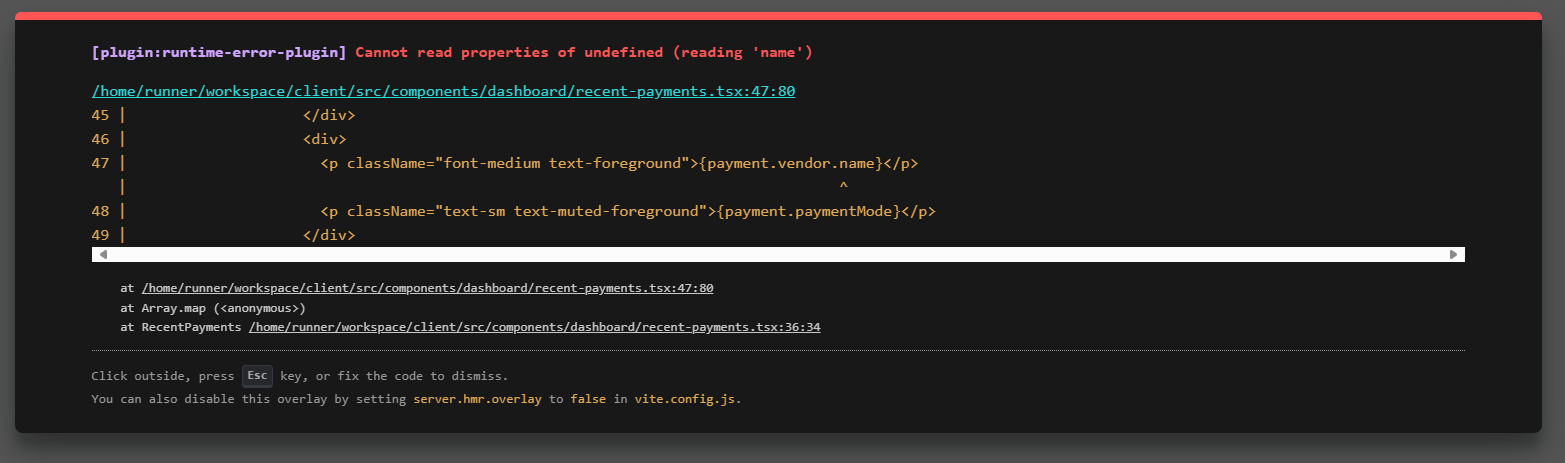 [plugin:runtime-error-plugin] Cannot read properties of undefined (reading 'name')
/home/runner/workspace/client/src/components/dashboard/recent-payments.tsx:47:80
45 |                    </div>
46 |                    <div>
47 |                      <p className="font-medium text-foreground">{payment.vendor.name}</p>
   |                                                                                ^
48 |                      <p className="text-sm text-muted-foreground">{payment.paymentMode}</p>
49 |                    </div>
at /home/runner/workspace/client/src/components/dashboard/recent-payments.tsx:47:80
at Array.map (<anonymous>)
at RecentPayments /home/runner/workspace/client/src/components/dashboard/recent-payments.tsx:36:34
Click outside, press Esc key, or fix the code to dismiss.
You can also disable this overlay by setting server.hmr.overlay to false in vite.config.js.